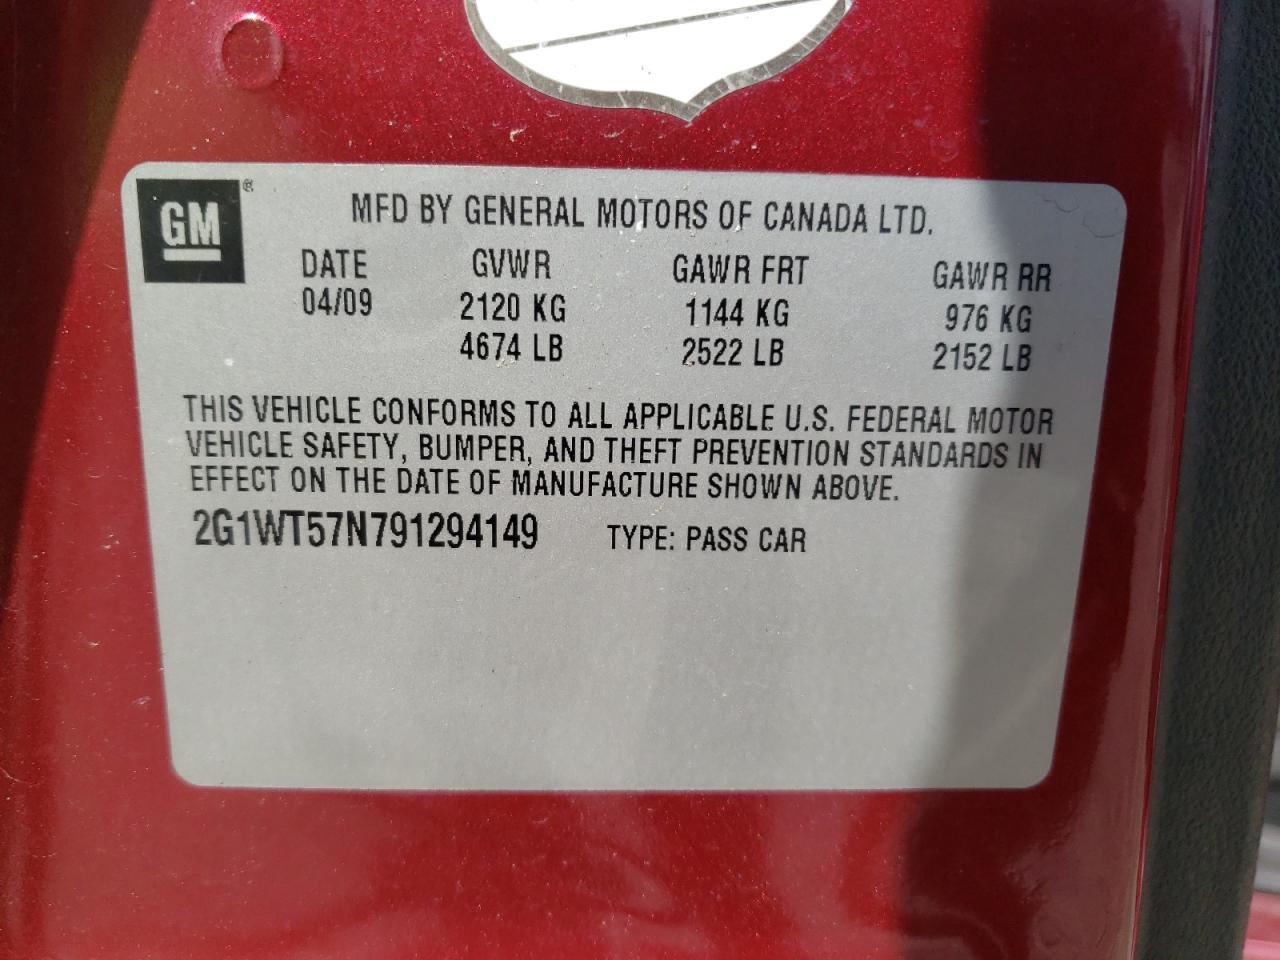 GM ®
MFD BY GENERAL MOTORS OF CANADA LTD.
DATE GVWR GAWR FRT GAWR RR
04/09 2120 KG 1144 KG 976 KG
4674 LB 2522 LB 2152 LB
THIS VEHICLE CONFORMS TO ALL APPLICABLE U.S. FEDERAL MOTOR
VEHICLE SAFETY, BUMPER, AND THEFT PREVENTION STANDARDS IN
EFFECT ON THE DATE OF MANUFACTURE SHOWN ABOVE.
2G1WT57N791294149 TYPE: PASS CAR